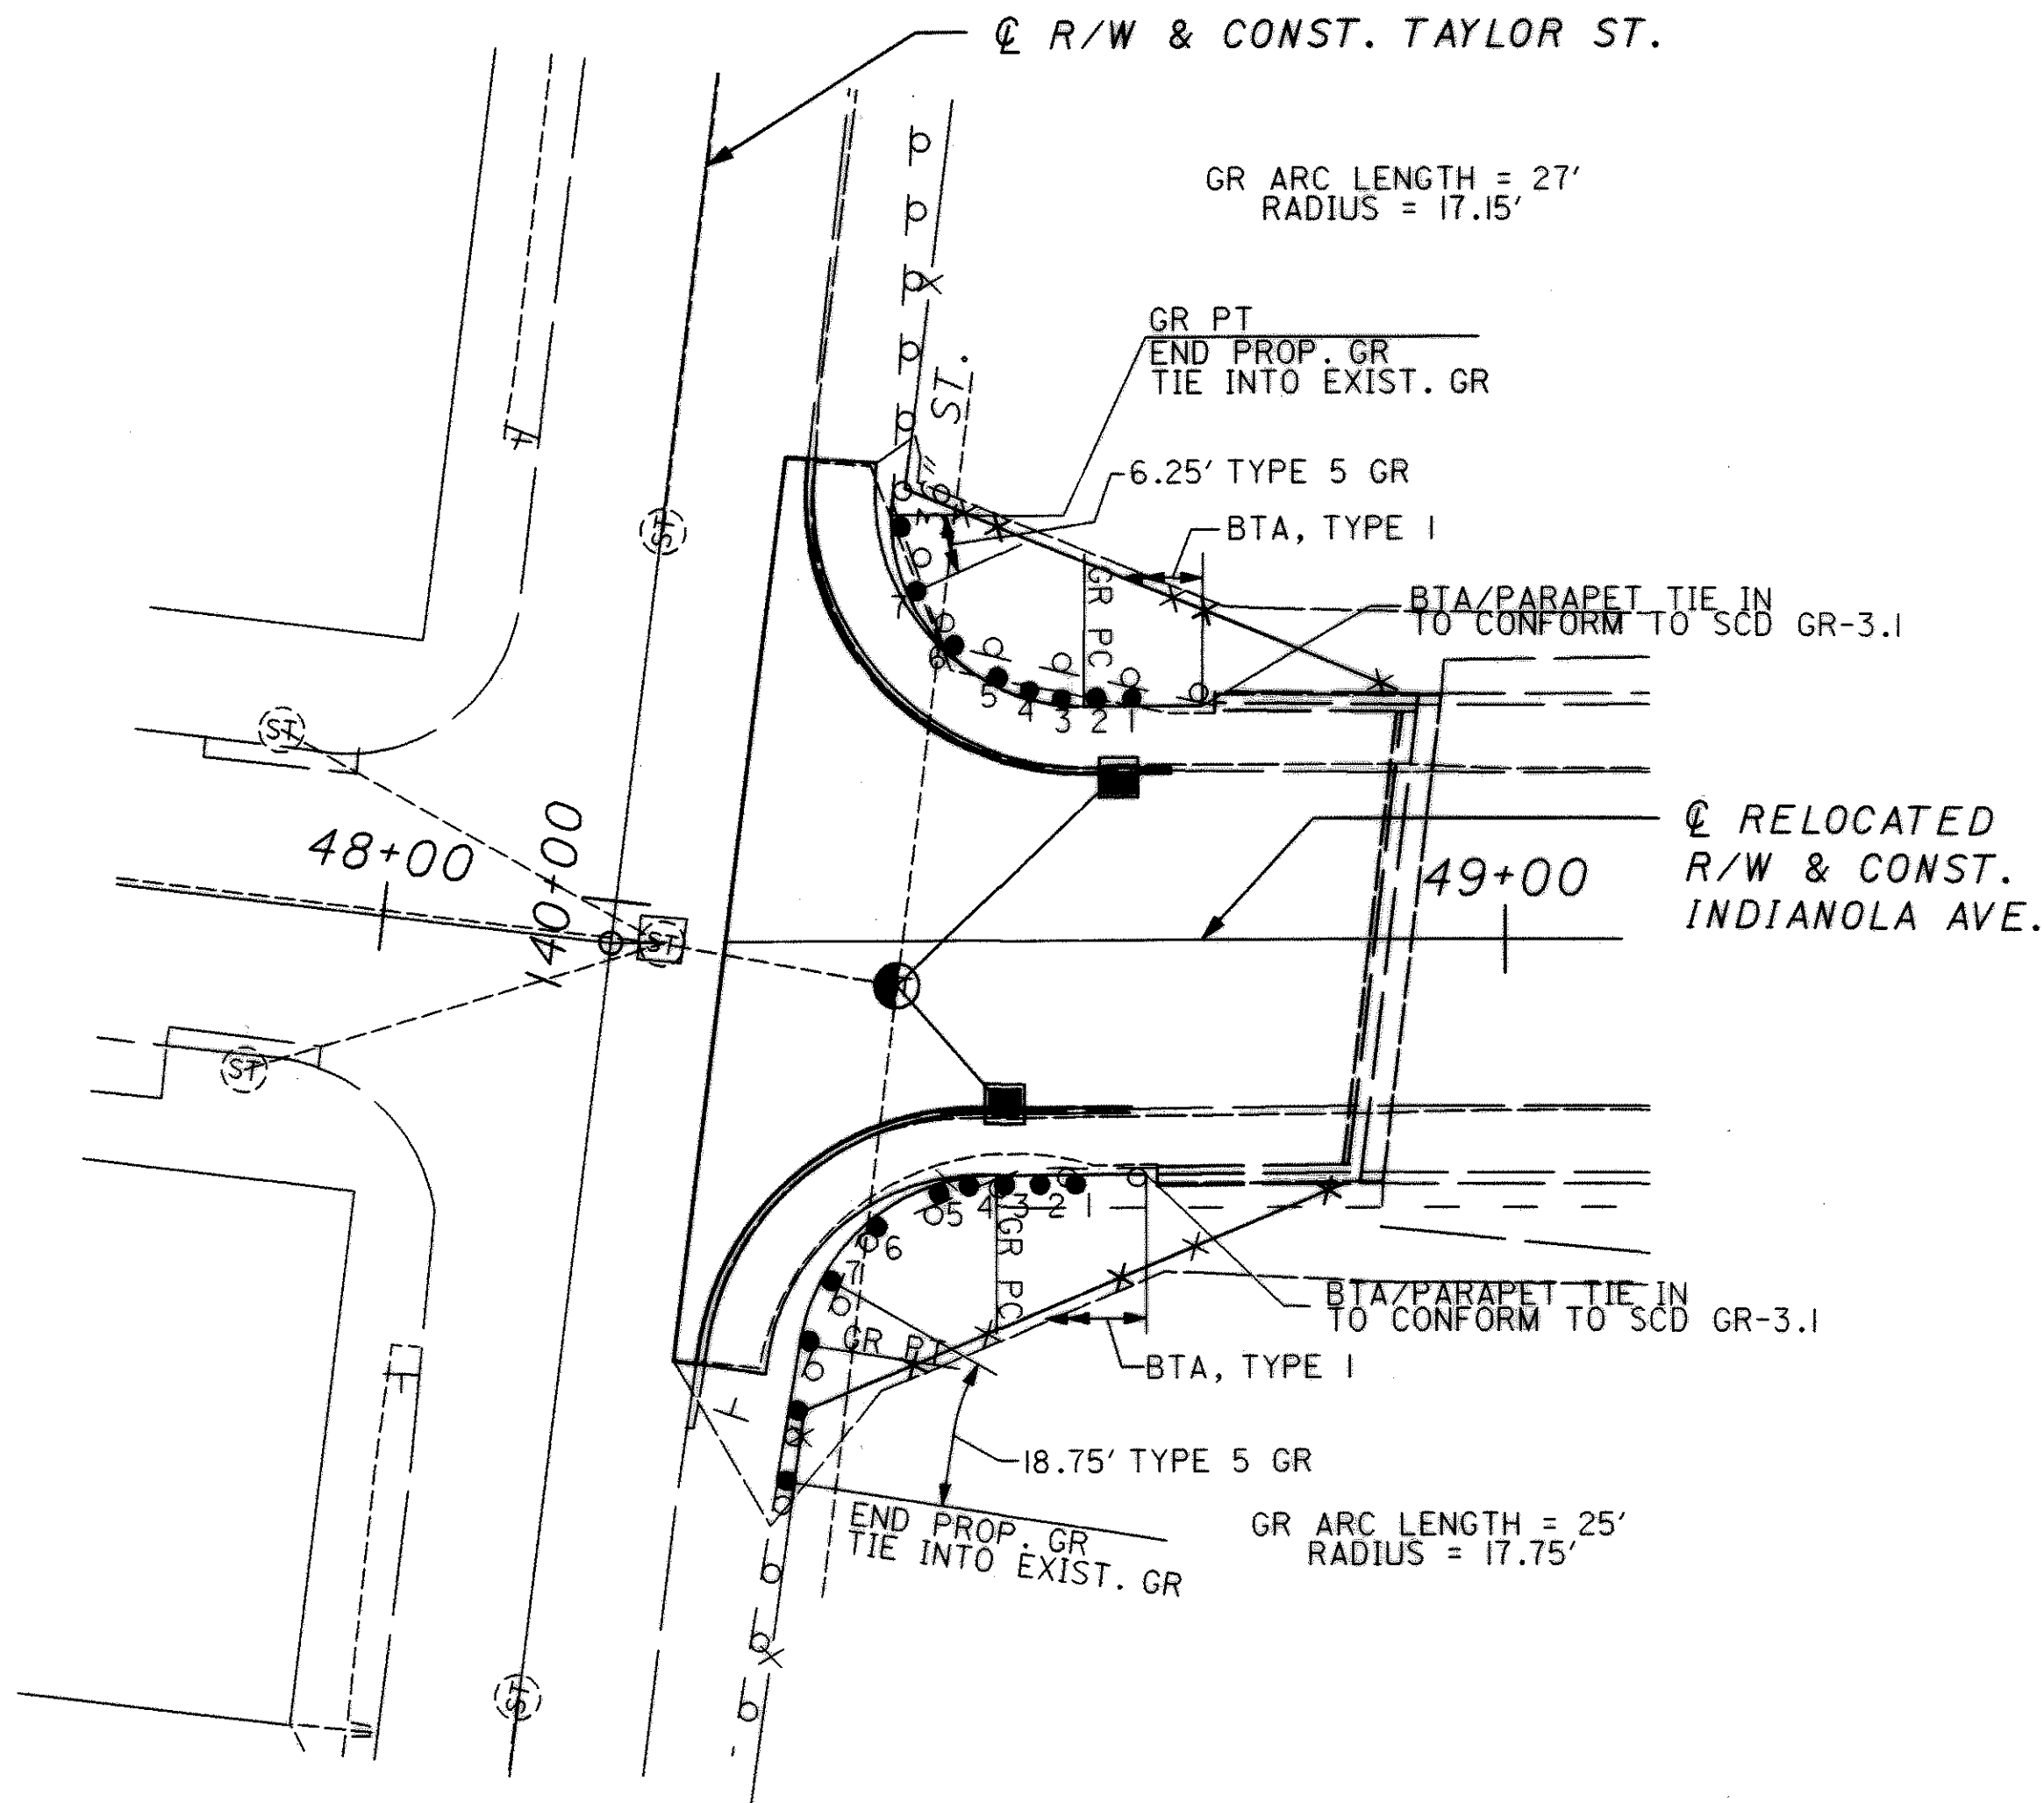 ℄ R/W & CONST. TAYLOR ST.
GR ARC LENGTH = 27'
RADIUS = 17.15'
GR PT
END PROP. GR
TIE INTO EXIST. GR
ST.
6.25' TYPE 5 GR
BTA, TYPE 1
GR PC
BTA/PARAPET TIE IN
TO CONFORM TO SCD GR-3.1
7
6
5
4
3
2
1
ST
ST
48+00
40+00
ST
ST
℄ RELOCATED
R/W & CONST.
INDIANOLA AVE.
49+00
5
4
3
2
1
6
7
GR PC
GR PT
BTA/PARAPET TIE IN
TO CONFORM TO SCD GR-3.1
BTA, TYPE 1
18.75' TYPE 5 GR
END PROP. GR
TIE INTO EXIST. GR
GR ARC LENGTH = 25'
RADIUS = 17.75'
ST